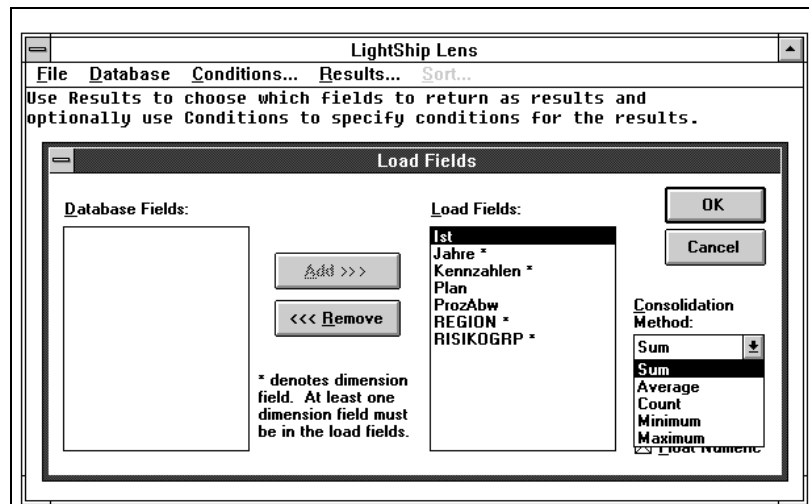 LightShip Lens
File Database Conditions... Results... Sort...
Use Results to choose which fields to return as results and
optionally use Conditions to specify conditions for the results.
Load Fields
Database Fields:
Add >>>
<<< Remove
* denotes dimension
field. At least one
dimension field must
be in the load fields.
Load Fields:
Ist
Jahre *
Kennzahlen *
Plan
ProzAbw
REGION *
RISIKOGRP *
OK
Cancel
Consolidation
Method:
Sum
Sum
Average
Count
Minimum
Maximum
Float Numeric